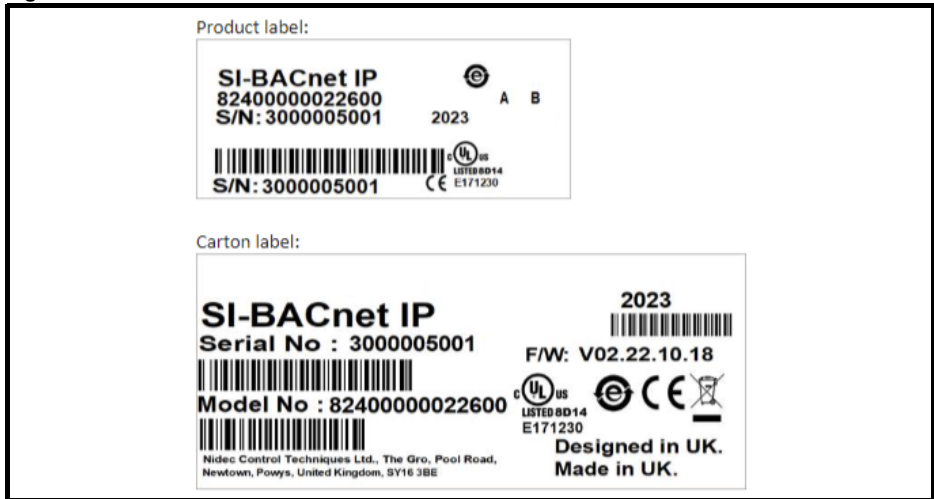 Product label:
SI-BACnet IP
82400000022600
A B
S/N: 3000005001 2023
c UL us
LISTED 8D14
S/N: 3000005001 CE E171230
Carton label:
SI-BACnet IP
2023
Serial No : 3000005001
F/W: V02.22.10.18
Model No : 82400000022600
c UL us
LISTED 8D14
E171230
CE
Designed in UK.
Made in UK.
Nidec Control Techniques Ltd., The Gro, Pool Road,
Newtown, Powys, United Kingdom, SY16 3BE